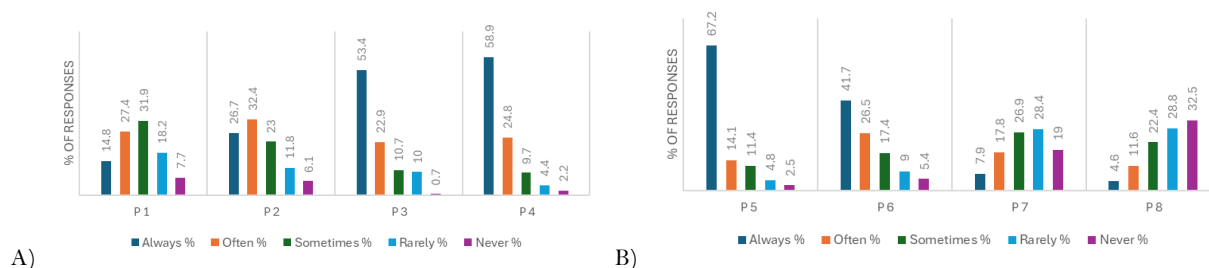 % OF RESPONSES
14.8 27.4 31.9 18.2 7.7
26.7 32.4 23 11.8 6.1
53.4 22.9 10.7 10 0.7
58.9 24.8 9.7 4.4 2.2
P 1 P 2 P 3 P 4
Always % Often % Sometimes % Rarely % Never %
A)
% OF RESPONSES
67.2 14.1 11.4 4.8 2.5
41.7 26.5 17.4 9 5.4
7.9 17.8 26.9 28.4 19
4.6 11.6 22.4 28.8 32.5
P 5 P 6 P 7 P 8
Always % Often % Sometimes % Rarely % Never %
B)